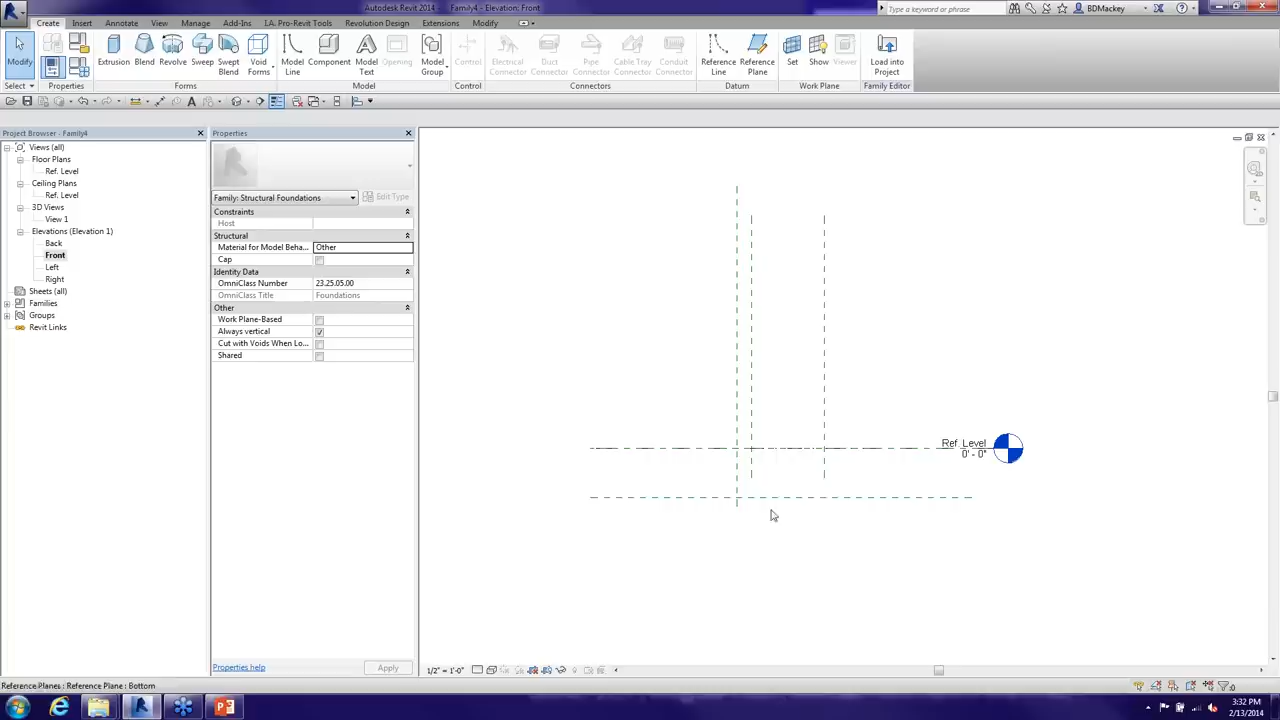 Autodesk Revit 2014 - Family4 - Elevation: Front
Type a keyword or phrase
BDMackey
Create Insert Annotate View Manage Add-Ins I.A. Pro-Revit Tools Revolution Design Extensions Modify
Modify Extrusion Blend Revolve Sweep Swept Blend Void Forms Model Line Component Model Text Opening Model Group Control Electrical Connector Duct Connector Pipe Connector Cable Tray Connector Conduit Connector Reference Line Reference Plane Set Show Viewer Load into Project
Select Properties Forms Model Control Connectors Datum Work Plane Family Editor
Project Browser - Family4
Views (all)
Floor Plans
Ref. Level
Ceiling Plans
Ref. Level
3D Views
View 1
Elevations (Elevation 1)
Back
Front
Left
Right
Sheets (all)
Families
Groups
Revit Links
Properties
Family: Structural Foundations
Edit Type
Constraints
Host
Structural
Material for Model Beha... Other
Cap
Identity Data
OmniClass Number 23.25.05.00
OmniClass Title Foundations
Other
Work Plane-Based
Always vertical
Cut with Voids When Lo...
Shared
Properties help
Apply
Ref. Level
0' - 0"
1/2" = 1'-0"
Reference Planes : Reference Plane : Bottom
:0
3:32 PM
2/13/2014